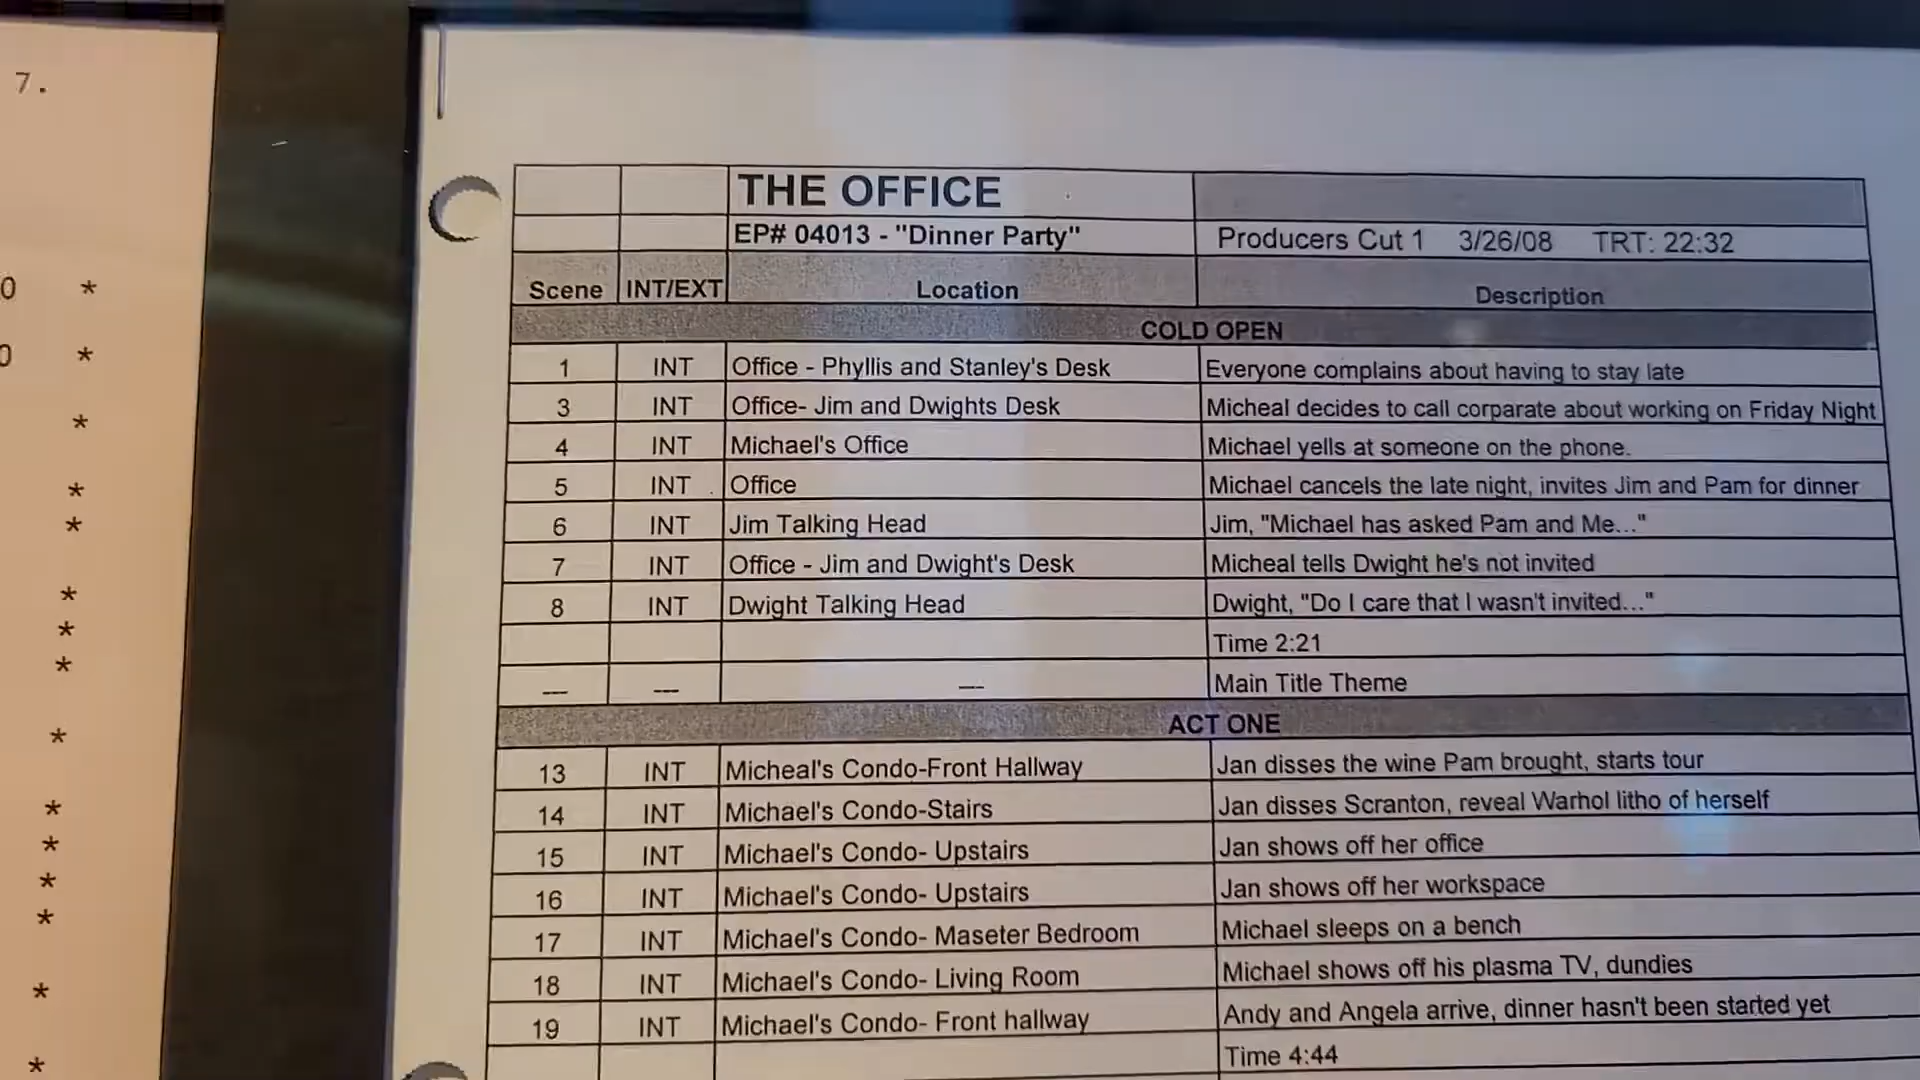 7.
0 *
0 *
*
*
*
*
*
*
*
*
*
*
*
*
*
THE OFFICE
EP# 04013 - "Dinner Party" Producers Cut 1 3/26/08 TRT: 22:32
Scene INT/EXT Location Description
COLD OPEN
1 INT Office - Phyllis and Stanley's Desk Everyone complains about having to stay late
3 INT Office- Jim and Dwights Desk Micheal decides to call corparate about working on Friday Night
4 INT Michael's Office Michael yells at someone on the phone.
5 INT Office Michael cancels the late night, invites Jim and Pam for dinner
6 INT Jim Talking Head Jim, "Michael has asked Pam and Me..."
7 INT Office - Jim and Dwight's Desk Micheal tells Dwight he's not invited
8 INT Dwight Talking Head Dwight, "Do I care that I wasn't invited..."
Time 2:21
--- --- --- Main Title Theme
ACT ONE
13 INT Micheal's Condo-Front Hallway Jan disses the wine Pam brought, starts tour
14 INT Michael's Condo-Stairs Jan disses Scranton, reveal Warhol litho of herself
15 INT Michael's Condo- Upstairs Jan shows off her office
16 INT Michael's Condo- Upstairs Jan shows off her workspace
17 INT Michael's Condo- Maseter Bedroom Michael sleeps on a bench
18 INT Michael's Condo- Living Room Michael shows off his plasma TV, dundies
19 INT Michael's Condo- Front hallway Andy and Angela arrive, dinner hasn't been started yet
Time 4:44